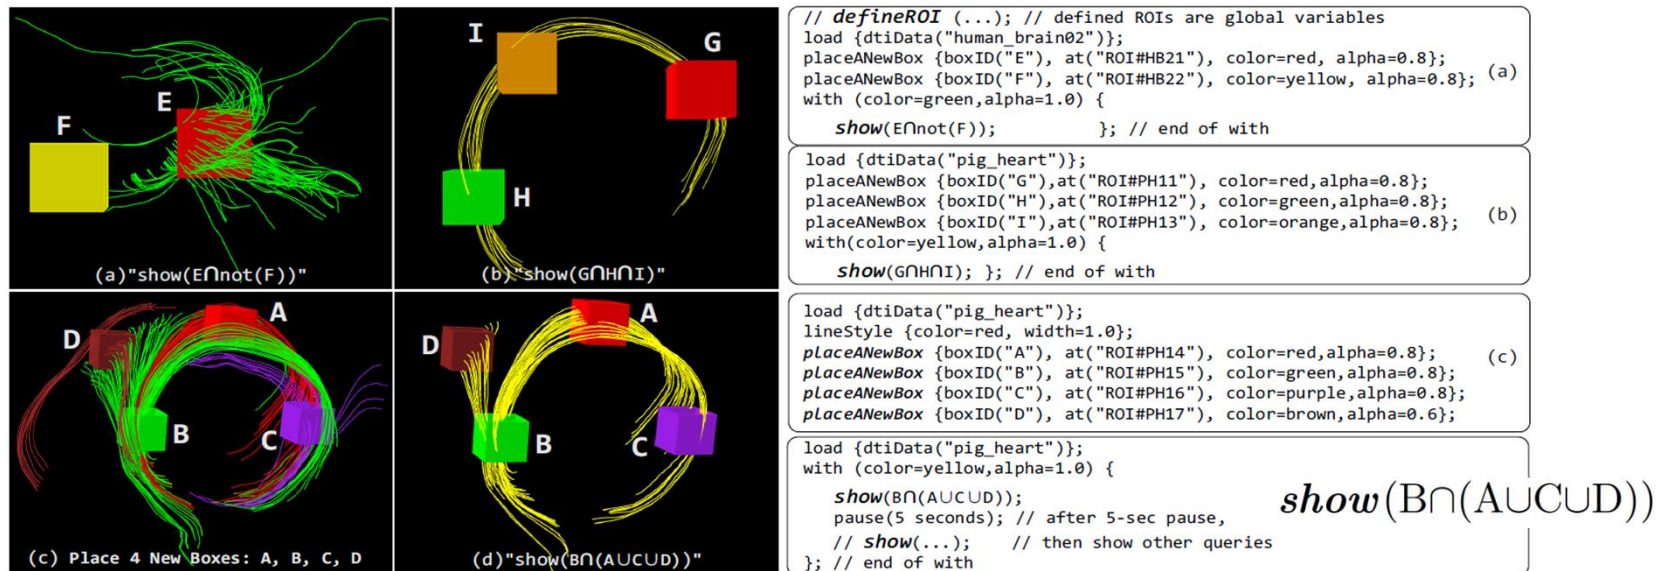 F
E
(a)"show(E∩not(F))"
I
G
H
(b)"show(G∩H∩I)"
D
A
B
C
(c) Place 4 New Boxes: A, B, C, D
D
A
B
C
(d)"show(B∩(A∪C∪D))"
// defineROI (...); // defined ROIs are global variables
load {dtiData("human_brain02")};
placeANewBox {boxID("E"), at("ROI#HB21"), color=red, alpha=0.8};
placeANewBox {boxID("F"), at("ROI#HB22"), color=yellow, alpha=0.8};
(a)
with (color=green,alpha=1.0) {
show(E∩not(F)); }; // end of with
load {dtiData("pig_heart")};
placeANewBox {boxID("G"),at("ROI#PH11"), color=red,alpha=0.8};
placeANewBox {boxID("H"),at("ROI#PH12"), color=green,alpha=0.8};
placeANewBox {boxID("I"),at("ROI#PH13"), color=orange,alpha=0.8};
(b)
with(color=yellow,alpha=1.0) {
show(G∩H∩I); }; // end of with
load {dtiData("pig_heart")};
lineStyle {color=red, width=1.0};
placeANewBox {boxID("A"), at("ROI#PH14"), color=red,alpha=0.8};
(c)
placeANewBox {boxID("B"), at("ROI#PH15"), color=green,alpha=0.8};
placeANewBox {boxID("C"), at("ROI#PH16"), color=purple,alpha=0.8};
placeANewBox {boxID("D"), at("ROI#PH17"), color=brown,alpha=0.6};
load {dtiData("pig_heart")};
with (color=yellow,alpha=1.0) {
show(B∩(A∪C∪D));
pause(5 seconds); // after 5-sec pause,
// show(...); // then show other queries
}; // end of with
show(B∩(A∪C∪D))